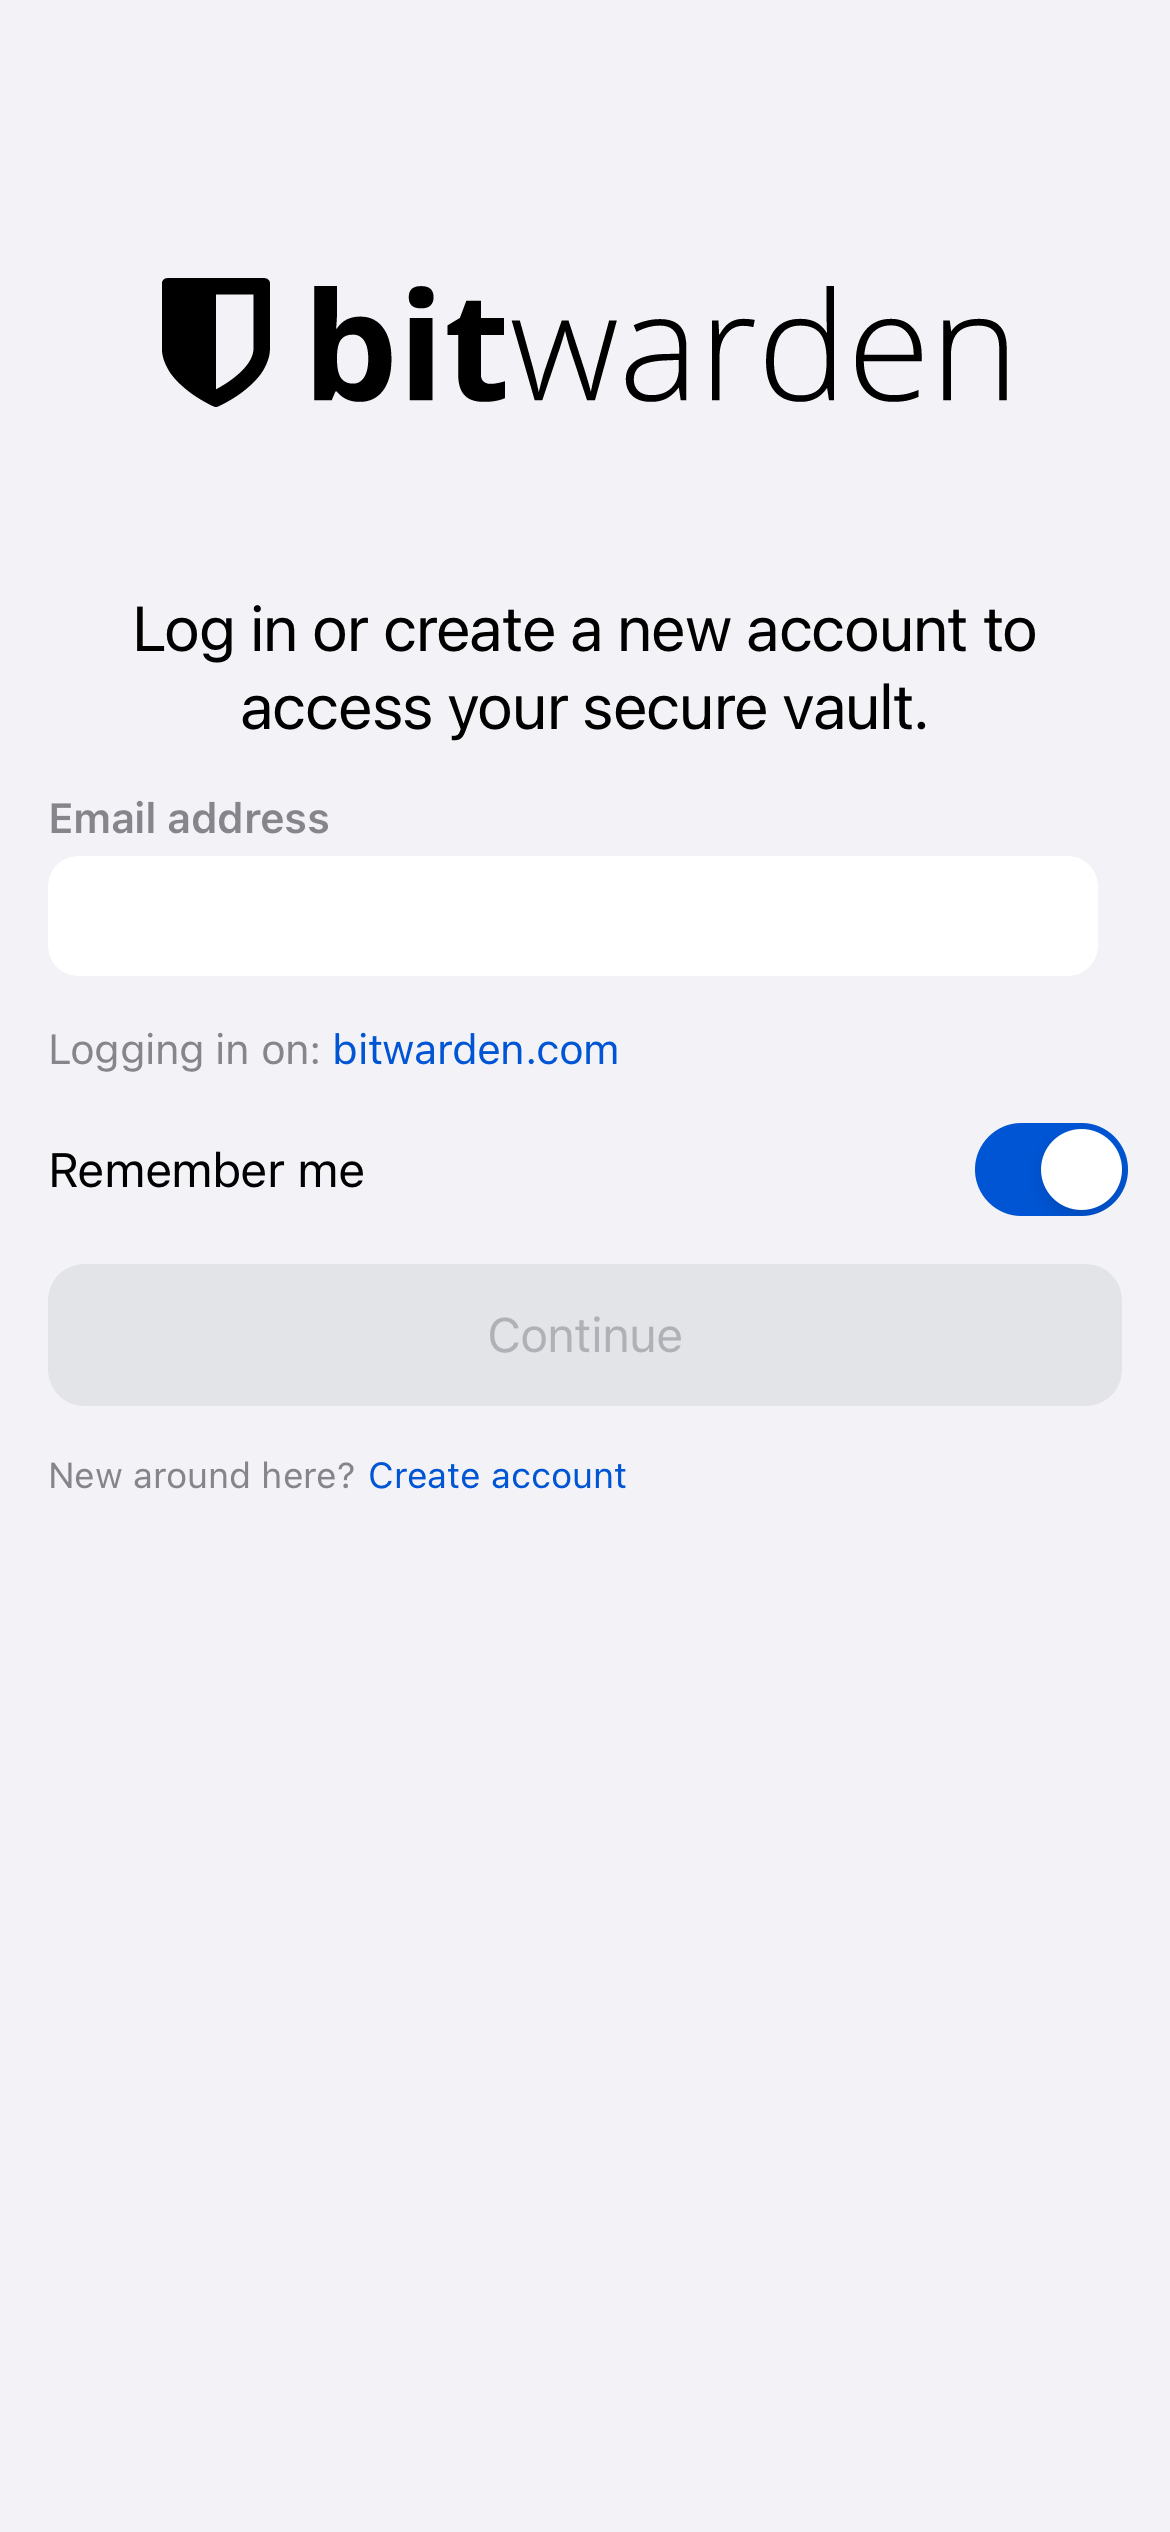 bitwarden
Log in or create a new account to
access your secure vault.
Email address
Logging in on: bitwarden.com
Remember me
Continue
New around here? Create account